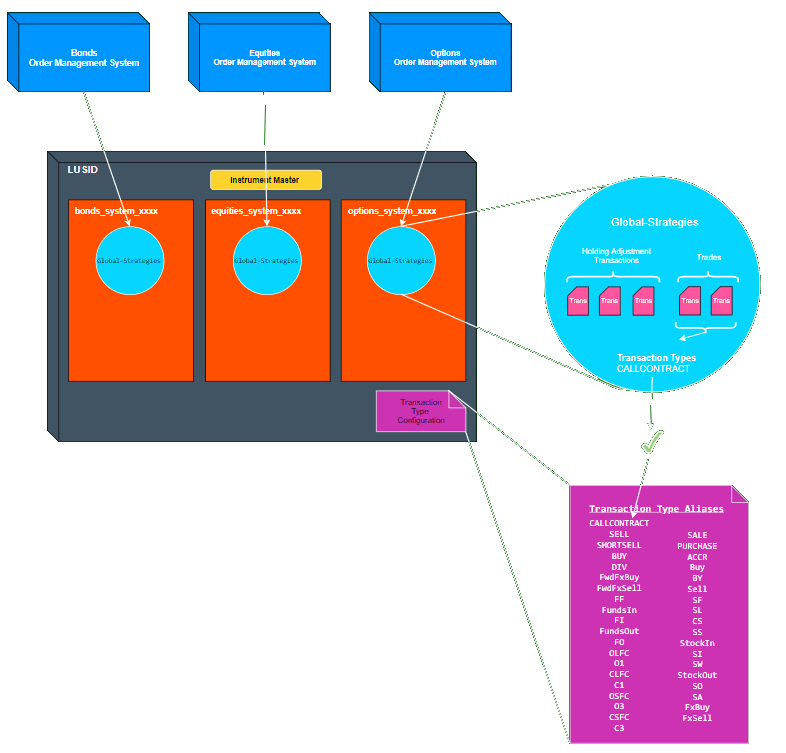 Bonds
Order Management System
Equities
Order Management System
Options
Order Management System
LUSID
Instrument Master
bonds_system_xxxx
equities_system_xxxx
options_system_xxxx
Global-Strategies
Global-Strategies
Global-Strategies
Transaction
Type
Configuration
Global-Strategies
Holding Adjustment
Transactions
Trades
Trans
Trans
Trans
Trans
Trans
Transaction Types
CALLCONTRACT
Transaction Type Aliases
CALLCONTRACT
SELL
SHORTSELL
BUY
DIV
FwdFxBuy
FwdFxSell
FF
FundsIn
FI
FundsOut
FO
OLFC
O1
CLFC
C1
OSFC
O3
CSFC
C3
SALE
PURCHASE
ACCR
Buy
BY
Sell
SF
SL
CS
SS
StockIn
SI
SW
StockOut
SO
SA
FxBuy
FxSell